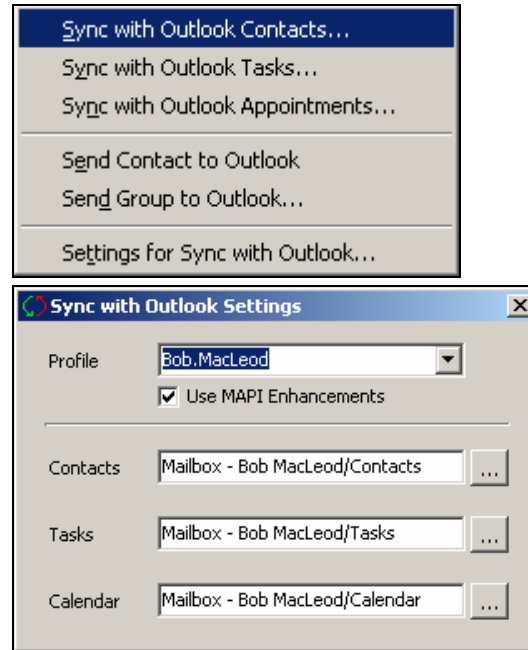 Sync with Outlook Contacts...
Sync with Outlook Tasks...
Sync with Outlook Appointments...
Send Contact to Outlook
Send Group to Outlook...
Settings for Sync with Outlook...
Sync with Outlook Settings
Profile Bob.MacLeod
Use MAPI Enhancements
Contacts Mailbox - Bob MacLeod/Contacts ...
Tasks Mailbox - Bob MacLeod/Tasks ...
Calendar Mailbox - Bob MacLeod/Calendar ...